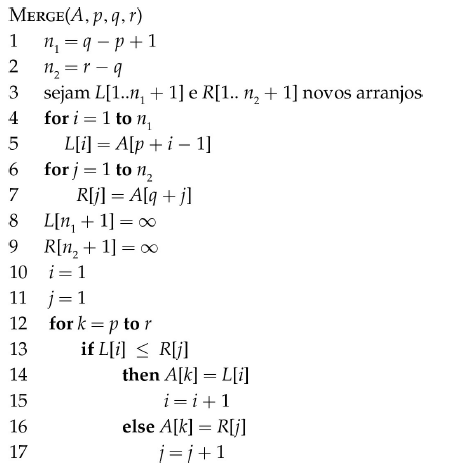 MERGE(A, p, q, r)
1 n₁ = q − p + 1
2 n₂ = r − q
3 sejam L[1..n₁ + 1] e R[1.. n₂ + 1] novos arranjos
4 for i = 1 to n₁
5 L[i] = A[p + i − 1]
6 for j = 1 to n₂
7 R[j] = A[q + j]
8 L[n₁ + 1] = ∞
9 R[n₂ + 1] = ∞
10 i = 1
11 j = 1
12 for k = p to r
13 if L[i] ≤ R[j]
14 then A[k] = L[i]
15 i = i + 1
16 else A[k] = R[j]
17 j = j + 1